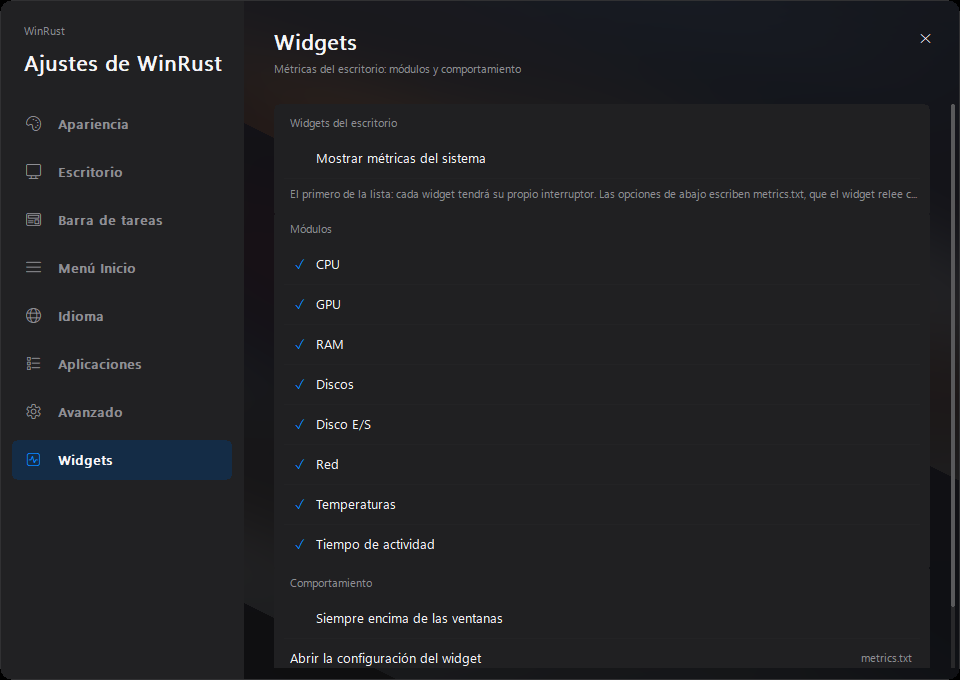 WinRust
Ajustes de WinRust
Apariencia
Escritorio
Barra de tareas
Menú Inicio
Idioma
Aplicaciones
Avanzado
Widgets
Widgets
Métricas del escritorio: módulos y comportamiento
Widgets del escritorio
Mostrar métricas del sistema
El primero de la lista: cada widget tendrá su propio interruptor. Las opciones de abajo escriben metrics.txt, que el widget relee c...
Módulos
CPU
GPU
RAM
Discos
Disco E/S
Red
Temperaturas
Tiempo de actividad
Comportamiento
Siempre encima de las ventanas
Abrir la configuración del widget
metrics.txt